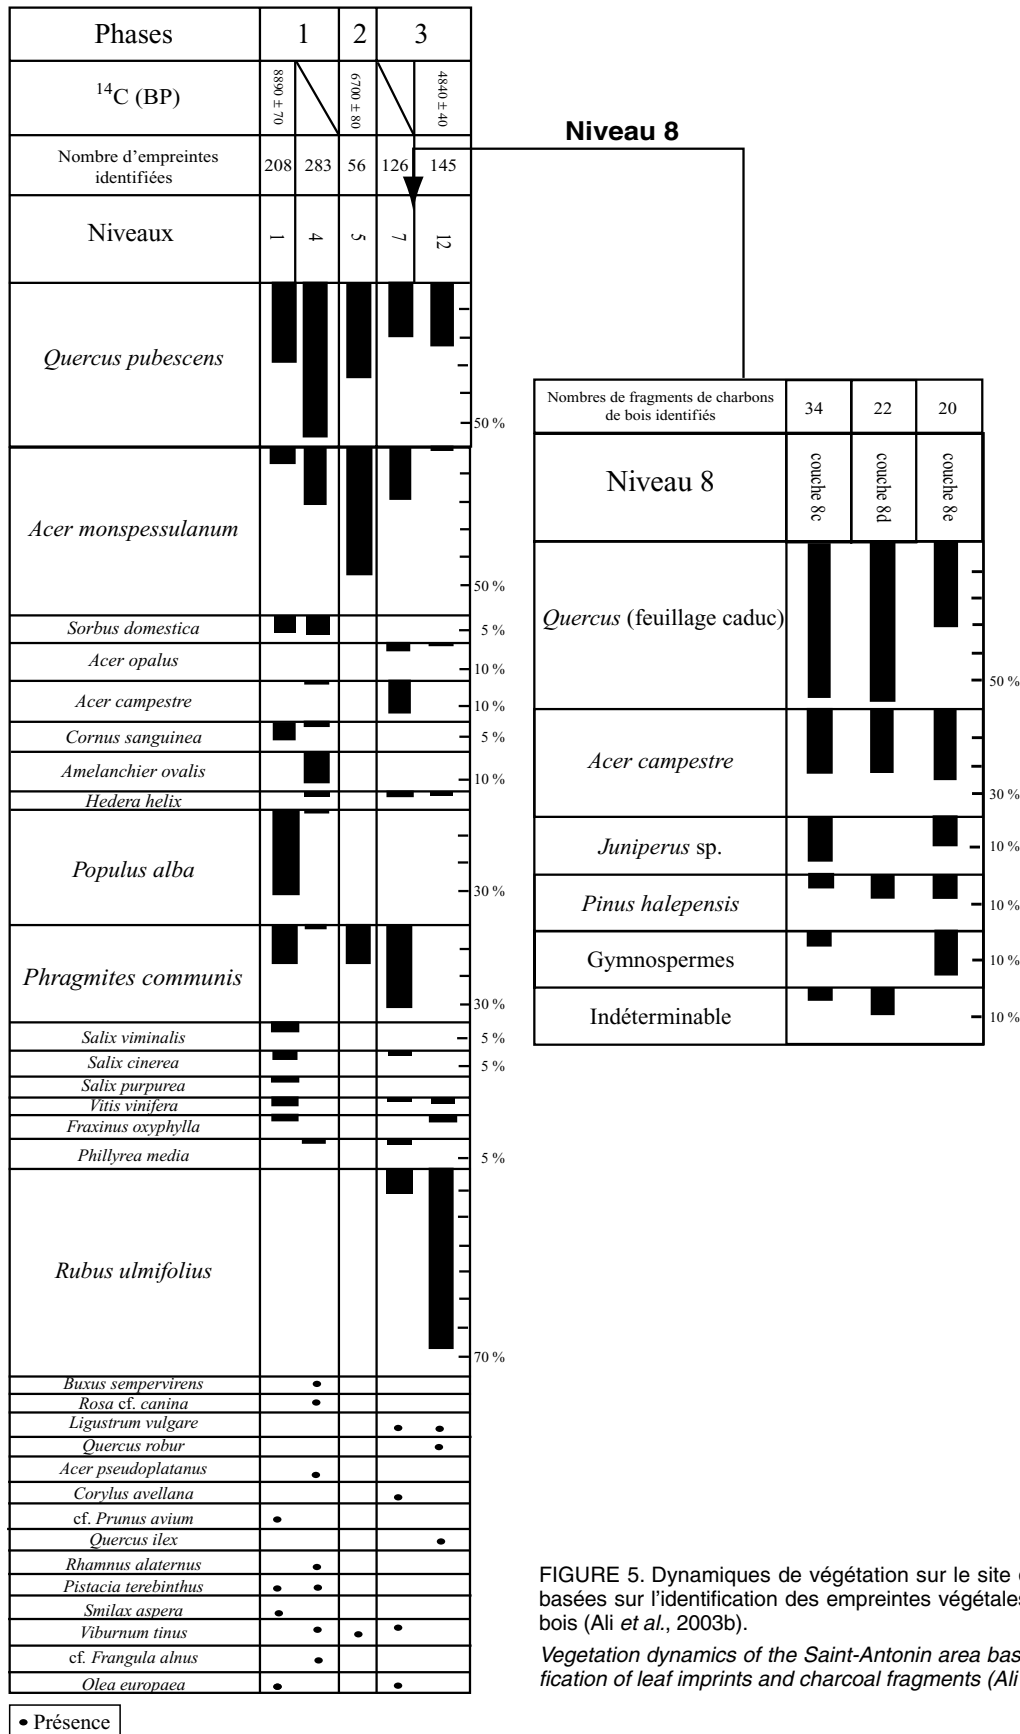 Phases 1 2 3
14C (BP) 8890 ± 70 6700 ± 80 4840 ± 40
Nombre d'empreintes
identifiées
208 283 56 126 145
Niveaux 1 4 5 7 12
Quercus pubescens
50 %
Acer monspessulanum
50 %
Sorbus domestica 5 %
Acer opalus 10 %
Acer campestre 10 %
Cornus sanguinea 5 %
Amelanchier ovalis 10 %
Hedera helix
Populus alba
30 %
Phragmites communis
30 %
Salix viminalis 5 %
Salix cinerea 5 %
Salix purpurea
Vitis vinifera
Fraxinus oxyphylla
Phillyrea media 5 %
Rubus ulmifolius
70 %
Buxus sempervirens
Rosa cf. canina
Ligustrum vulgare
Quercus robur
Acer pseudoplatanus
Corylus avellana
cf. Prunus avium
Quercus ilex
Rhamnus alaternus
Pistacia terebinthus
Smilax aspera
Viburnum tinus
cf. Frangula alnus
Olea europaea
• Présence
Niveau 8
Nombres de fragments de charbons
de bois identifiés
34 22 20
Niveau 8 couche 8c couche 8d couche 8e
Quercus (feuillage caduc)
50 %
Acer campestre
30 %
Juniperus sp. 10 %
Pinus halepensis 10 %
Gymnospermes 10 %
Indéterminable 10 %
FIGURE 5. Dynamiques de végétation sur le site
basées sur l'identification des empreintes végétales
bois (Ali et al., 2003b).
Vegetation dynamics of the Saint-Antonin area bas
fication of leaf imprints and charcoal fragments (Ali